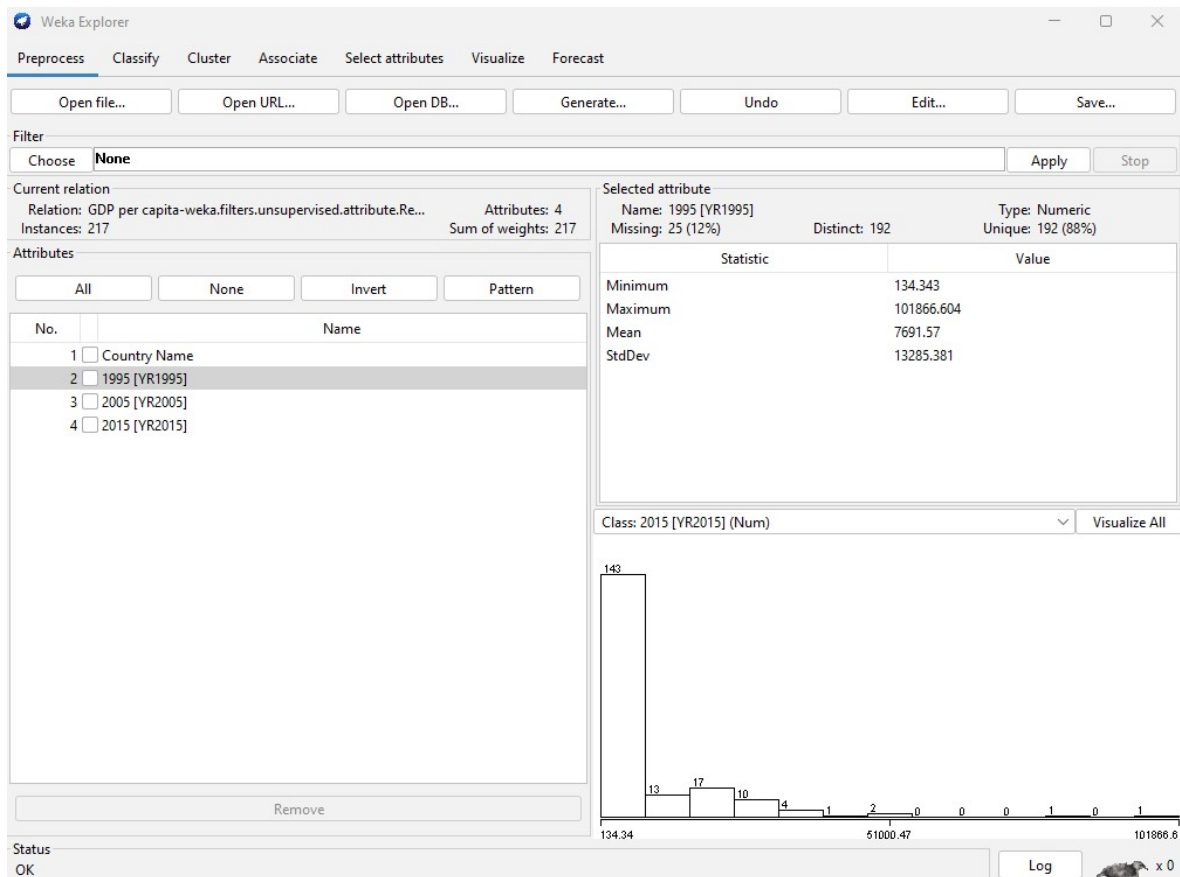 Weka Explorer
Preprocess Classify Cluster Associate Select attributes Visualize Forecast
Open file... Open URL... Open DB... Generate... Undo Edit... Save...
Filter
Choose None Apply Stop
Current relation
Relation: GDP per capita-weka.filters.unsupervised.attribute.Re... Attributes: 4
Instances: 217 Sum of weights: 217
Attributes
All None Invert Pattern
No. Name
1 Country Name
2 1995 [YR1995]
3 2005 [YR2005]
4 2015 [YR2015]
Remove
Selected attribute
Name: 1995 [YR1995] Type: Numeric
Missing: 25 (12%) Distinct: 192 Unique: 192 (88%)
Statistic Value
Minimum 134.343
Maximum 101866.604
Mean 7691.57
StdDev 13285.381
Class: 2015 [YR2015] (Num) Visualize All
143
13 17 10 4 1 2 0 0 0 1 0 1
134.34 51000.47 101866.6
Status
OK Log x 0